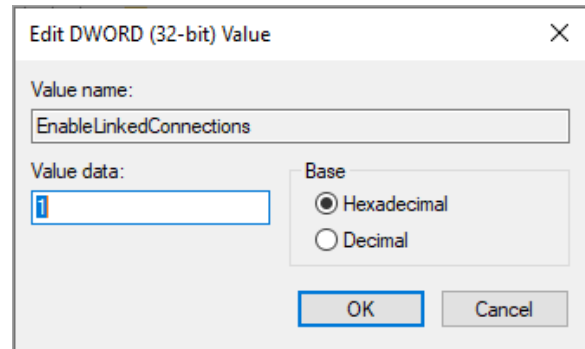 Edit DWORD (32-bit) Value
Value name:
EnableLinkedConnections
Value data:
1
Base
Hexadecimal
Decimal
OK
Cancel